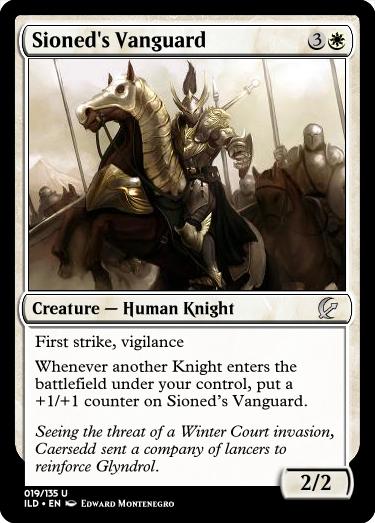 Sioned's Vanguard 3
Creature — Human Knight
First strike, vigilance
Whenever another Knight enters the
battlefield under your control, put a
+1/+1 counter on Sioned's Vanguard.
Seeing the threat of a Winter Court invasion,
Caersedd sent a company of lancers to
reinforce Glyndrol.
2/2
019/135 U
ILD • EN Edward Montenegro